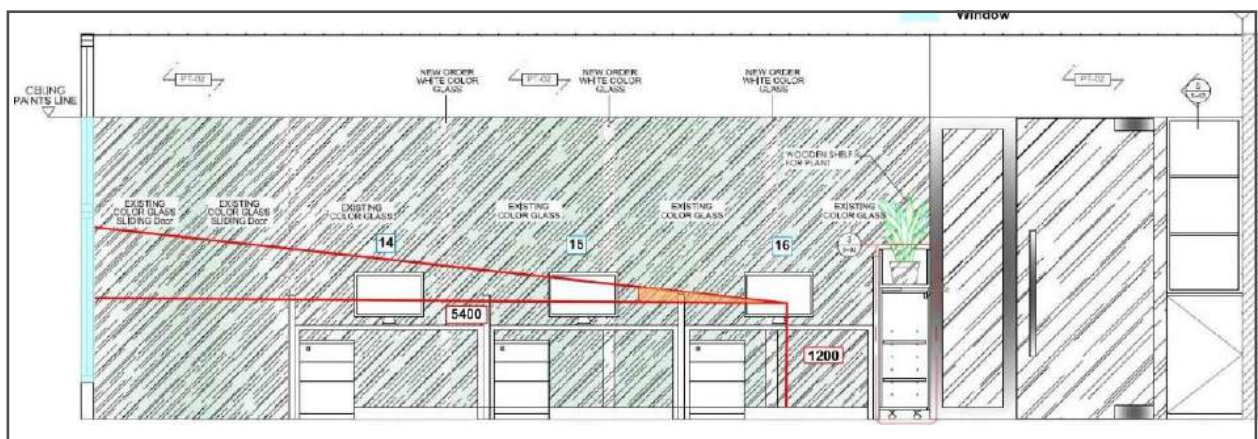 Window
PT-02
NEW ORDER
WHITE COLOR
GLASS
PT-02
NEW ORDER
WHITE COLOR
GLASS
NEW ORDER
WHITE COLOR
GLASS
PT-02
CEILING
PAINTS LINE
WOODEN SHELF
FOR PLANT
EXISTING
COLOR GLASS
SLIDING Door
EXISTING
COLOR GLASS
SLIDING Door
EXISTING
COLOR GLASS
EXISTING
COLOR GLASS
EXISTING
COLOR GLASS
EXISTING
COLOR GLASS
14
15
16
5400
1200